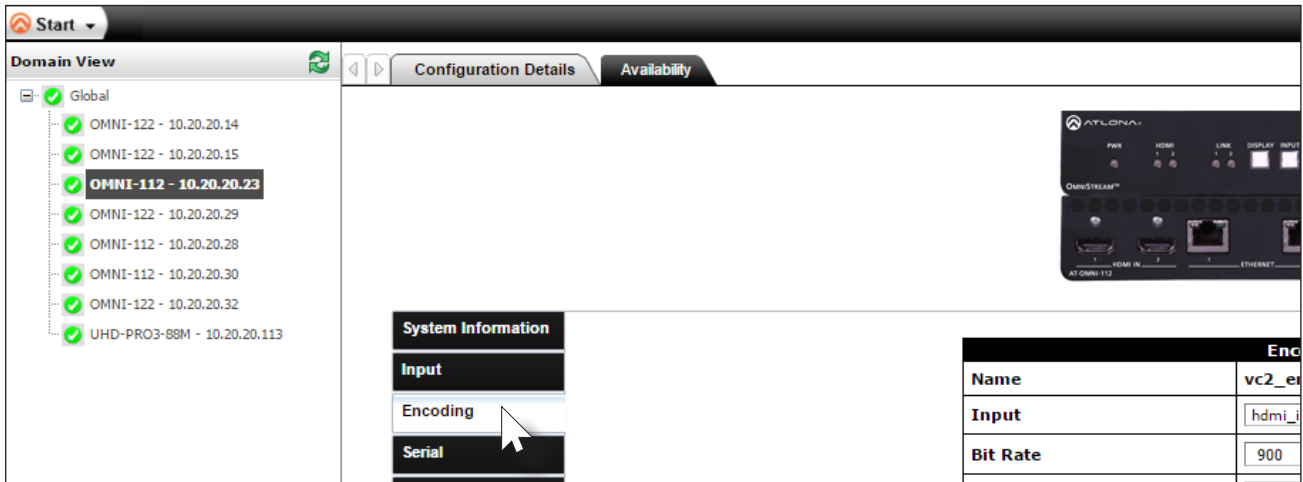 Start
Domain View
Configuration Details
Availability
Global
OMNI-122 - 10.20.20.14
OMNI-122 - 10.20.20.15
OMNI-112 - 10.20.20.23
OMNI-122 - 10.20.20.29
OMNI-112 - 10.20.20.28
OMNI-112 - 10.20.20.30
OMNI-122 - 10.20.20.32
UHD-PRO3-88M - 10.20.20.113
ATLONA.
PWR HDMI LINK DISPLAY INPUT
1 2 1 2
OMNISTREAM™
1 HDMI IN 2 1 ETHERNET
AT-OMNI-112
System Information
Input
Encoding
Serial
Enc
Name vc2_e
Input hdmi_i
Bit Rate 900